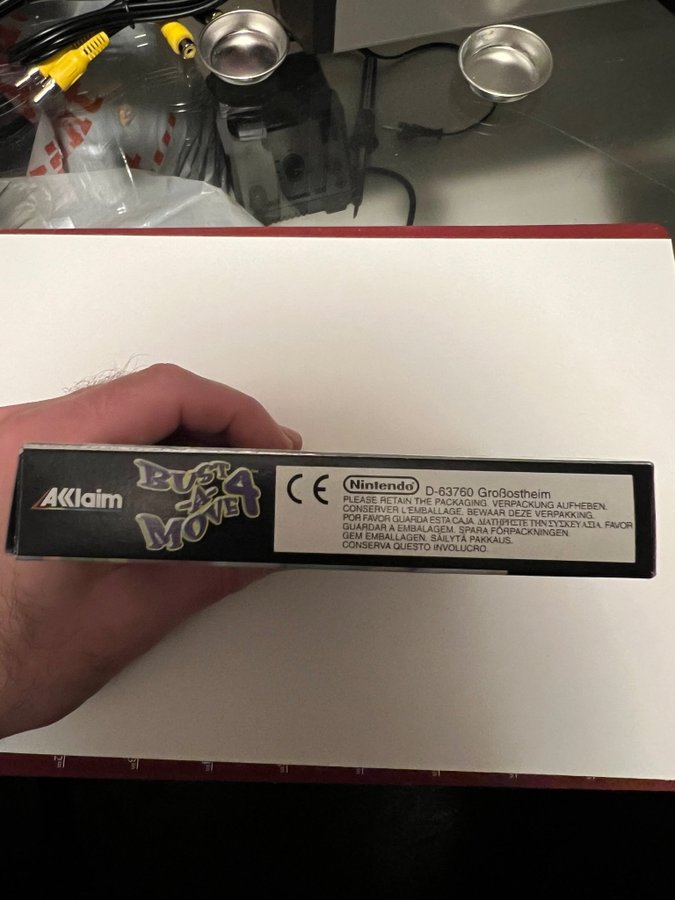 AKklaim
BUST
-A-
MOVE 4
CE
Nintendo D-63760 Großostheim
PLEASE RETAIN THE PACKAGING. VERPACKUNG AUFHEBEN.
CONSERVER L'EMBALLAGE. BEWAAR DEZE VERPAKKING.
POR FAVOR GUARDA ESTA CAJA. ΔΙΑΤΗΡΗΣΤΕ ΤΗΝ ΣΥΣΚΕΥΑΣΙΑ. FAVOR
GUARDAR A EMBALAGEM. SPARA FÖRPACKNINGEN.
GEM EMBALLAGEN. SÄILYTÄ PAKKAUS.
CONSERVA QUESTO INVOLUCRO.